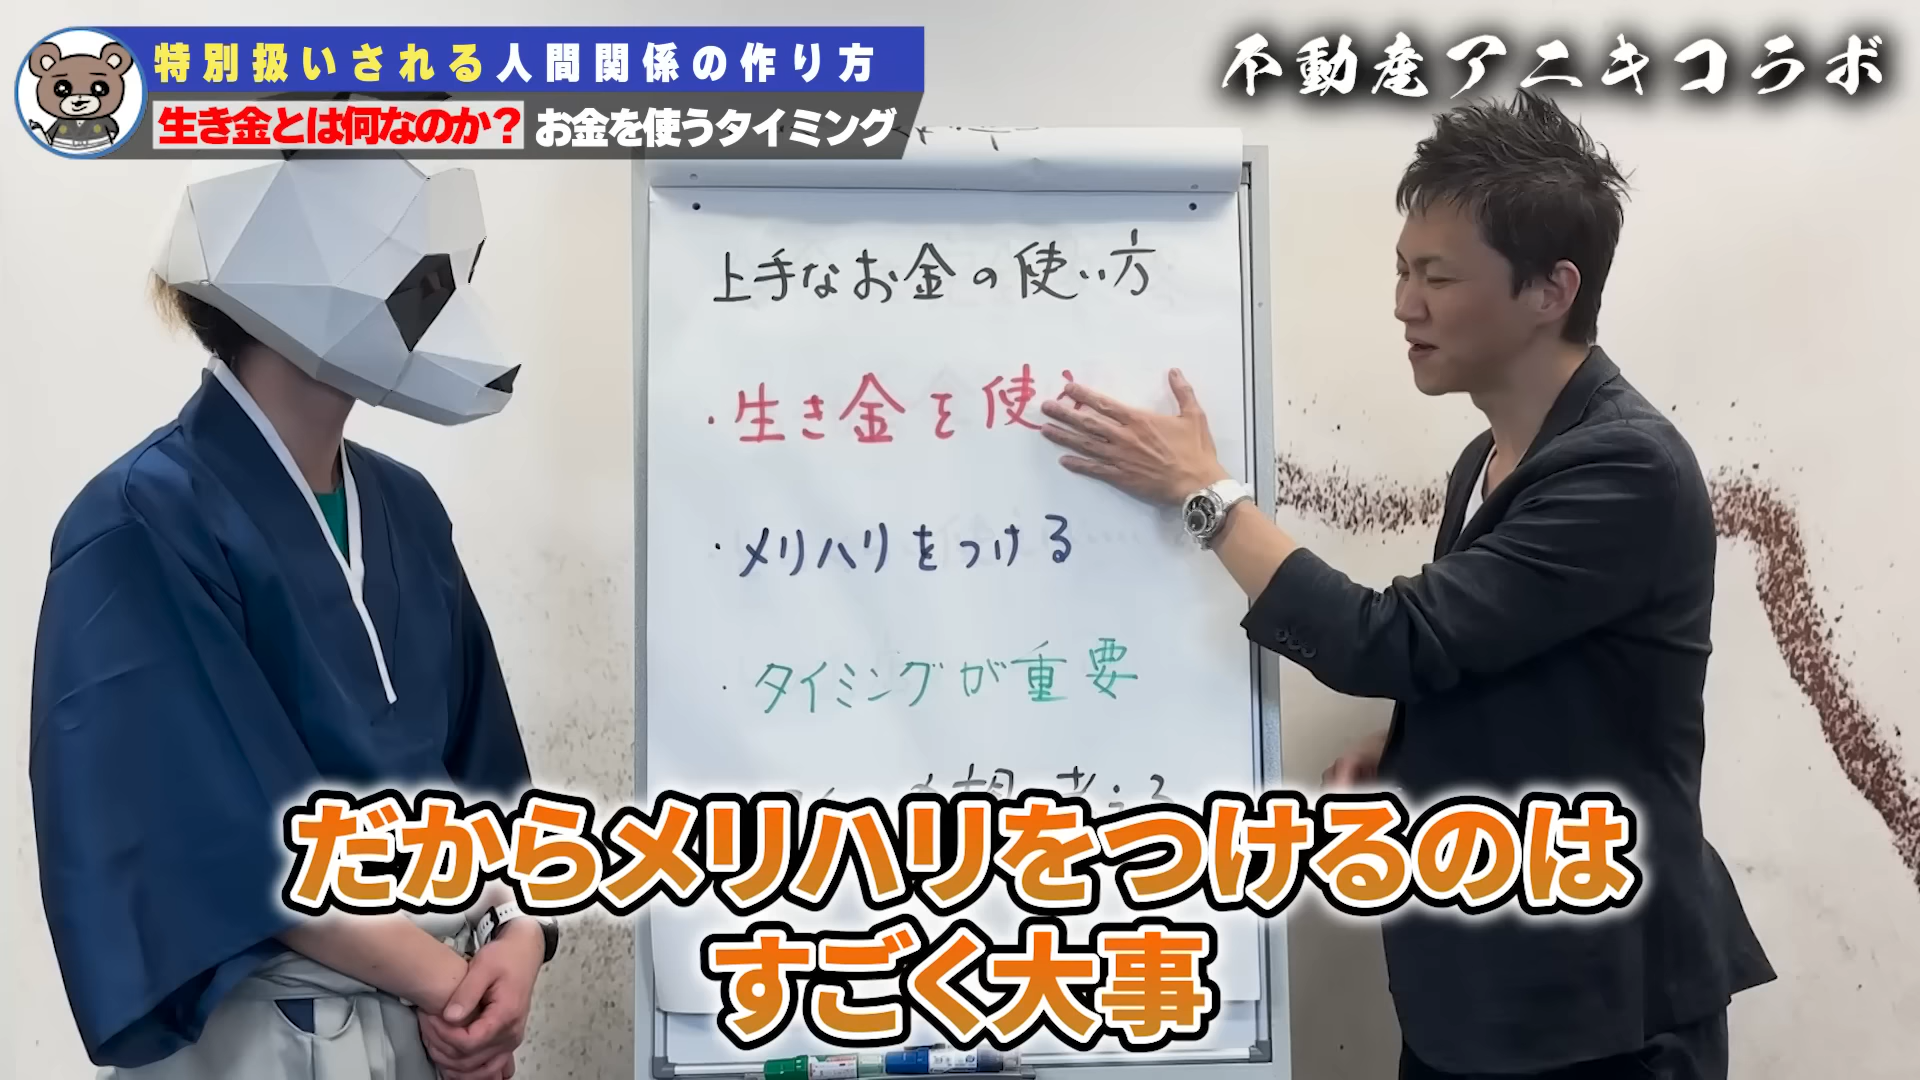 特別扱いされる人間関係の作り方
生き金とは何なのか？ お金を使うタイミング
不動産アニキコラボ
上手なお金の使い方
・生き金を使う
・メリハリをつける
・タイミングが重要
だからメリハリをつけるのは
すごく大事